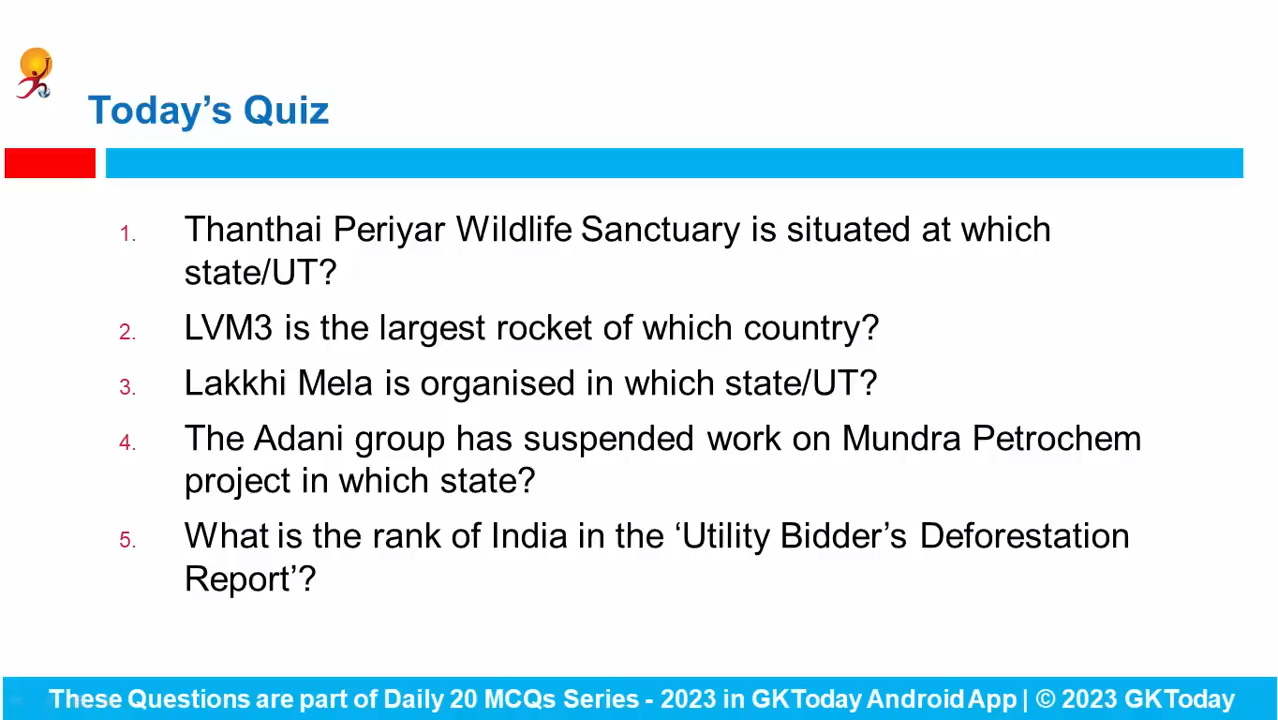 Today’s Quiz
1. Thanthai Periyar Wildlife Sanctuary is situated at which
state/UT?
2. LVM3 is the largest rocket of which country?
3. Lakkhi Mela is organised in which state/UT?
4. The Adani group has suspended work on Mundra Petrochem
project in which state?
5. What is the rank of India in the ‘Utility Bidder’s Deforestation
Report’?
These Questions are part of Daily 20 MCQs Series - 2023 in GKToday Android App | © 2023 GKToday